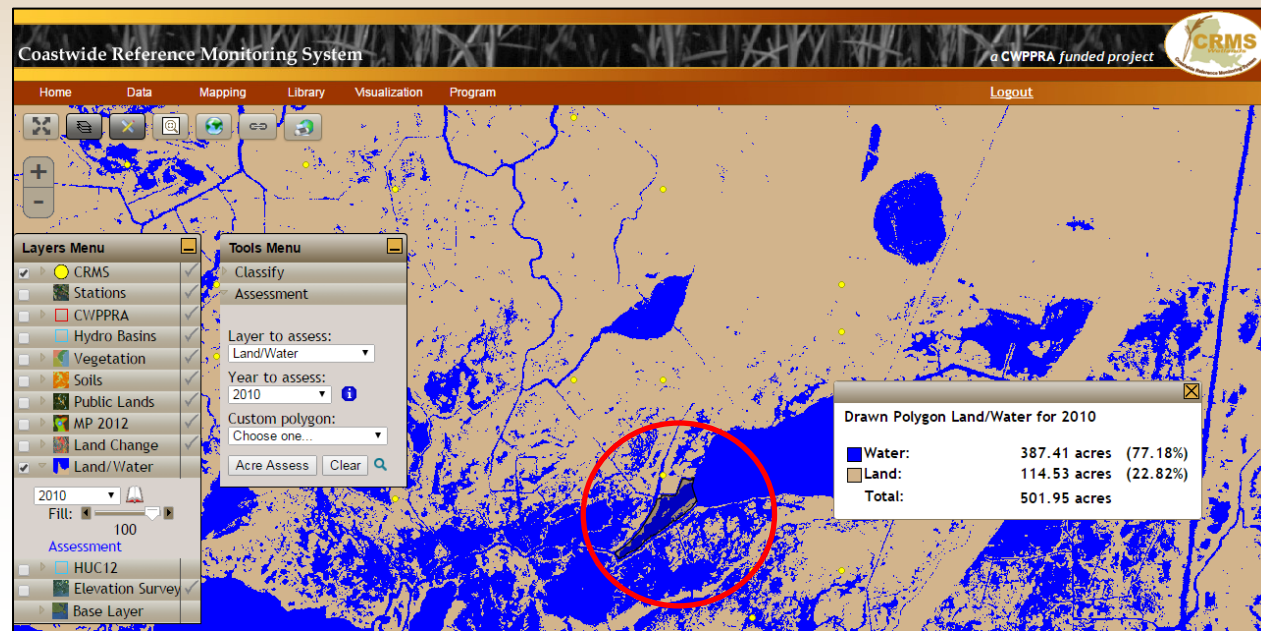 Coastwide Reference Monitoring System
a CWPPRA funded project
CRMS
Home Data Mapping Library Visualization Program Logout
+
-
Layers Menu
CRMS
Stations
CWPPRA
Hydro Basins
Vegetation
Soils
Public Lands
MP 2012
Land Change
Land/Water
2010
Fill:
100
Assessment
HUC12
Elevation Survey
Base Layer
Tools Menu
Classify
Assessment
Layer to assess:
Land/Water
Year to assess:
2010
Custom polygon:
Choose one...
Acre Assess Clear
Drawn Polygon Land/Water for 2010
Water: 387.41 acres (77.18%)
Land: 114.53 acres (22.82%)
Total: 501.95 acres